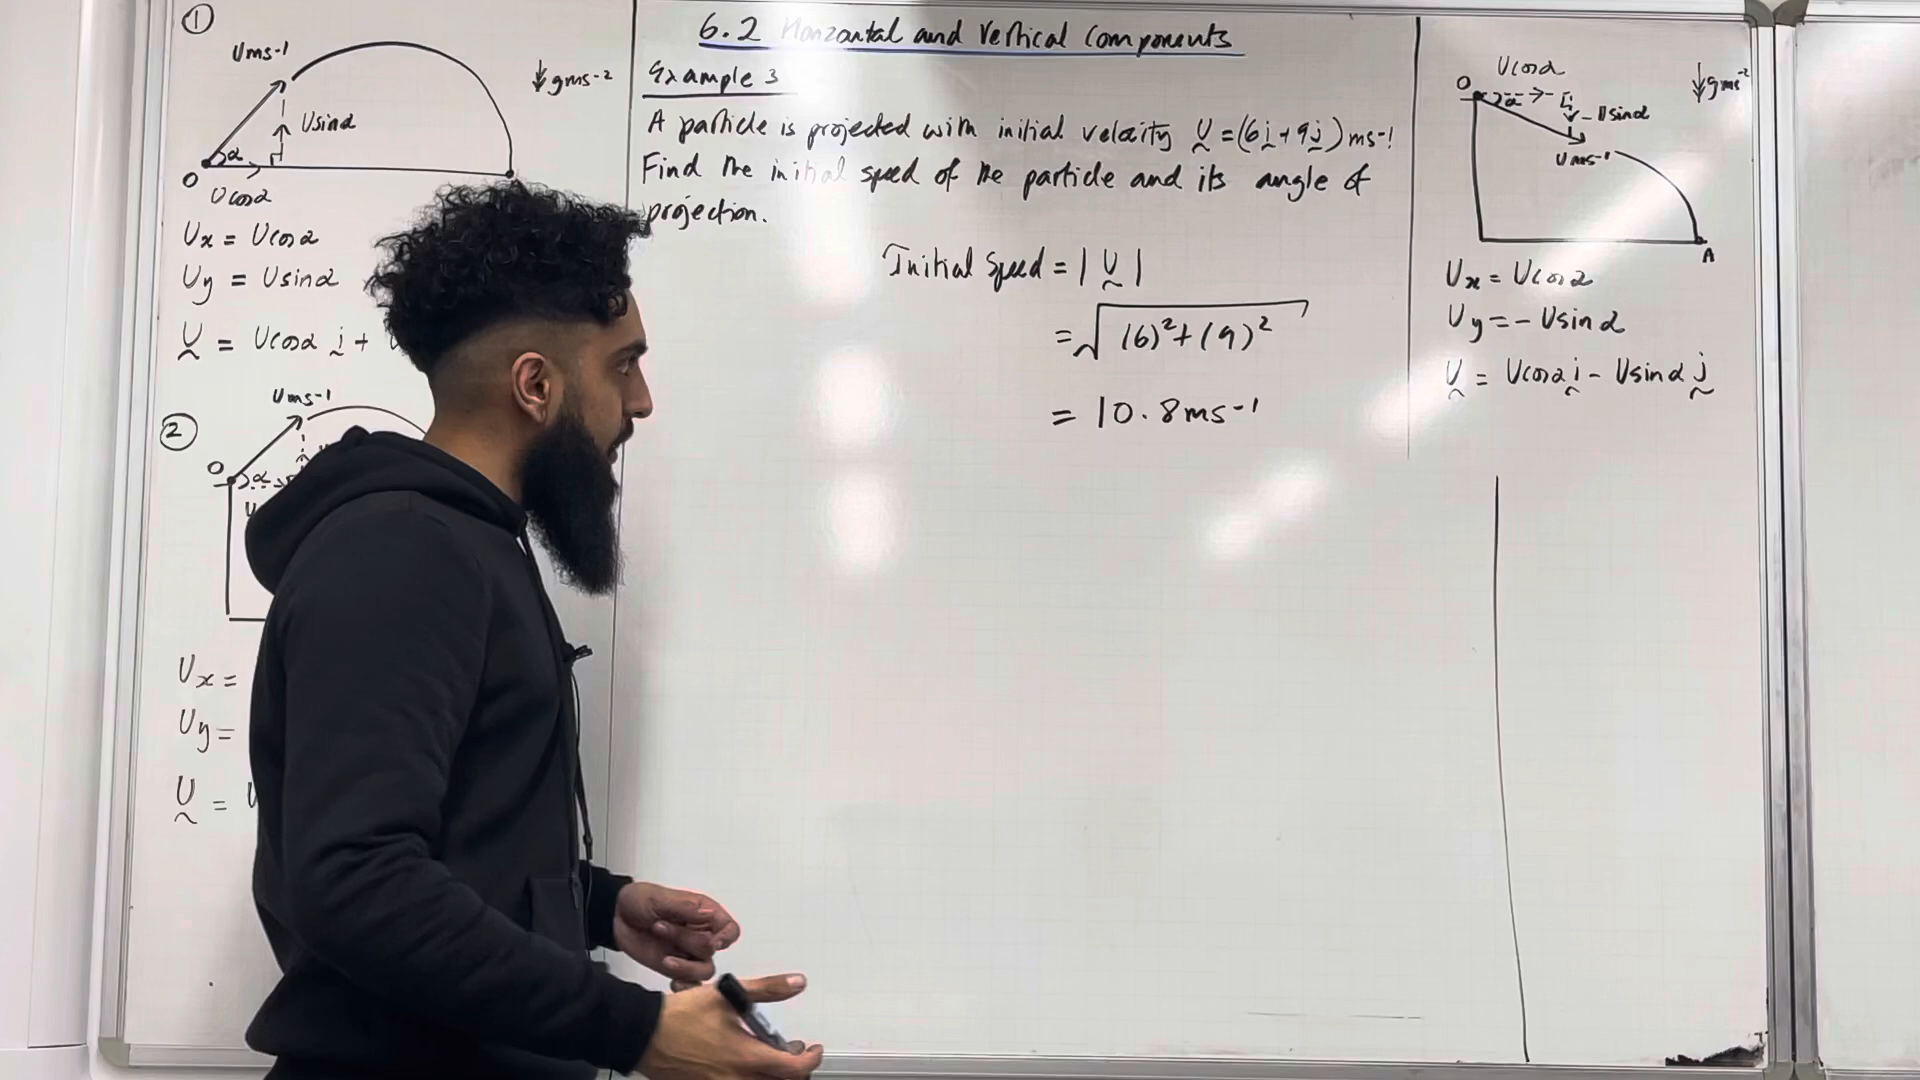 6.2 Horizontal and Vertical Components
①
Ums-1
↓ gms-2
Usinα
α
O
Ucosα
Ux = Ucosα
Uy = Usinα
U = Ucosα i +
②
Ums-1
O
α
Ux =
Uy =
U =
Example 3
A particle is projected with initial velocity U = (6i + 9j) ms-1
Find the initial speed of the particle and its angle of
projection.
Initial Speed = | U |
= √(6)²+(9)²
= 10.8ms-1
Ucosα
O
α
↓ gms-2
-Usinα
Ums-1
A
Ux = Ucosα
Uy = - Usinα
U = Ucosα i - Usinα j